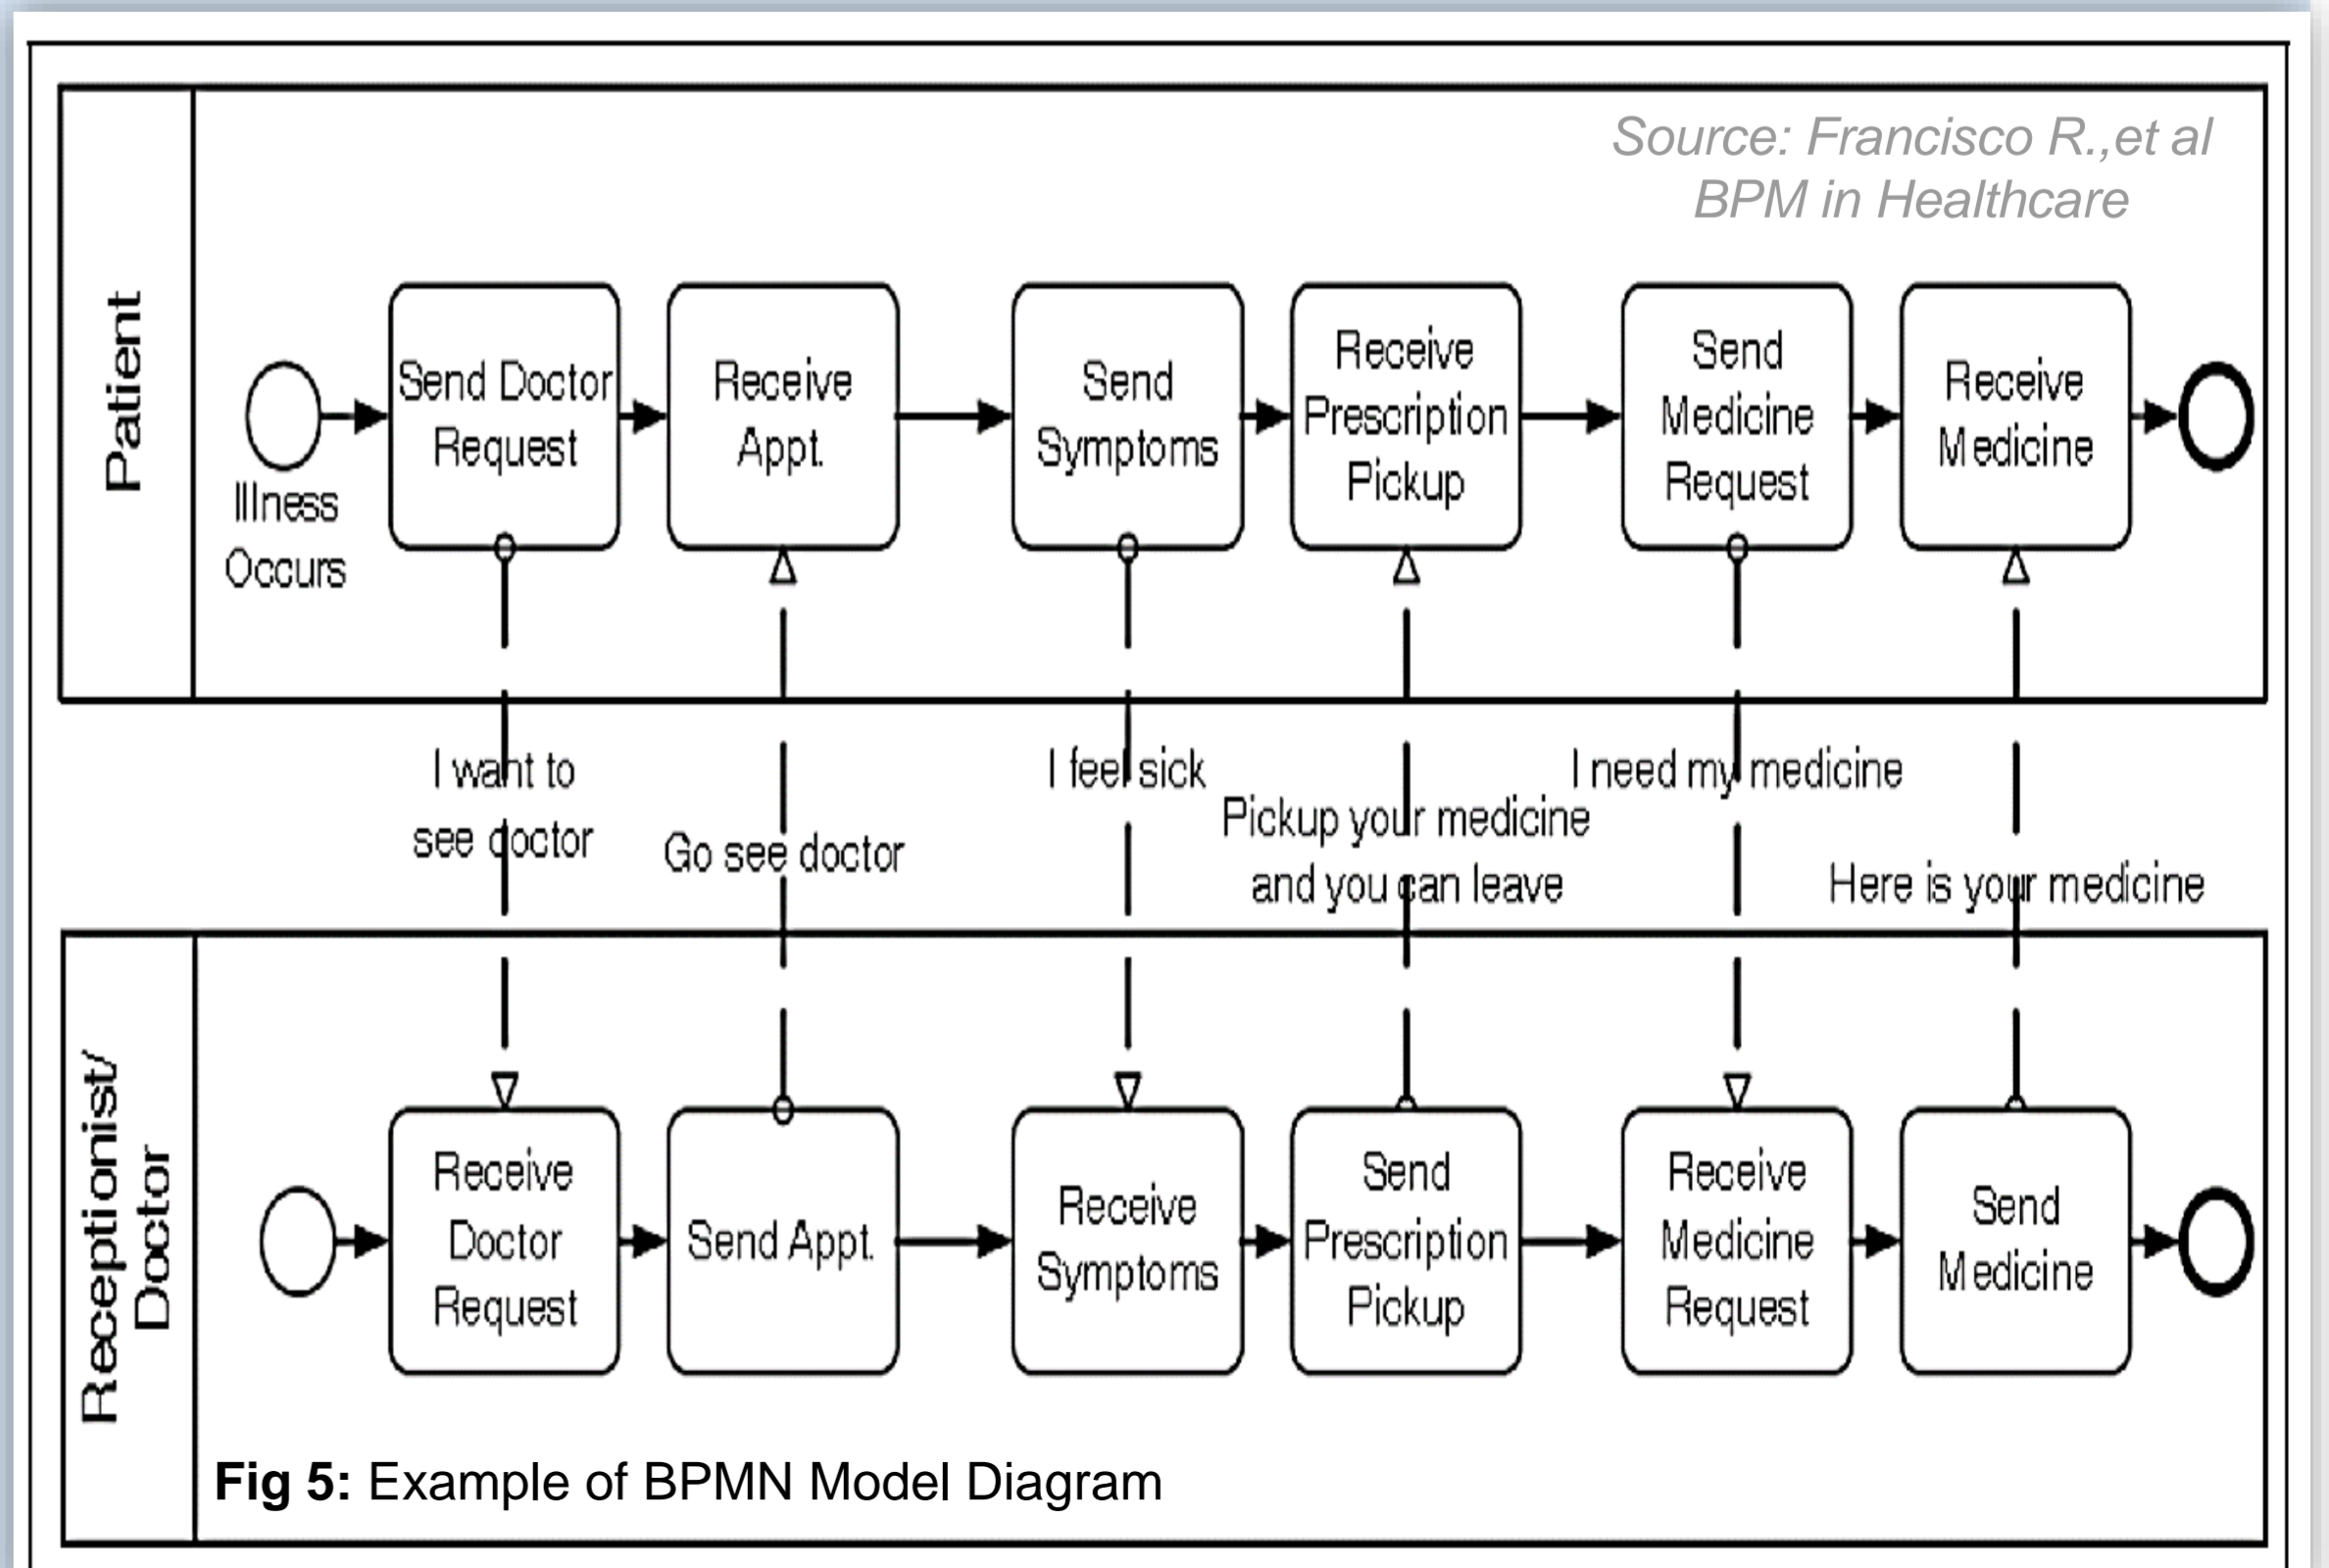 Source: Francisco R.,et al
BPM in Healthcare
Patient
Illness
Occurs
Send Doctor
Request
Receive
Appt.
Send
Symptoms
Receive
Prescription
Pickup
Send
Medicine
Request
Receive
Medicine
I want to
see doctor
Go see doctor
I feel sick
Pickup your medicine
and you can leave
I need my medicine
Here is your medicine
Receptionist/
Doctor
Receive
Doctor
Request
Send Appt.
Receive
Symptoms
Send
Prescription
Pickup
Receive
Medicine
Request
Send
Medicine
Fig 5: Example of BPMN Model Diagram